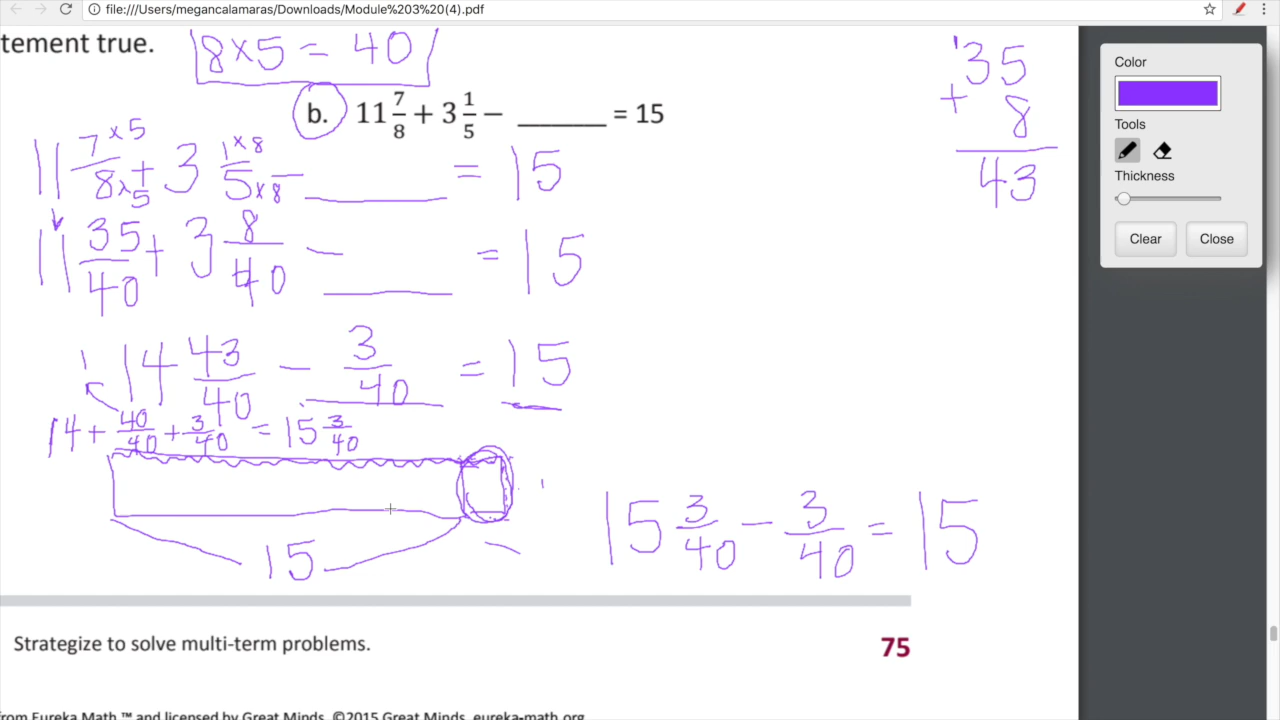 file:///Users/megancalamaras/Downloads/Module%203%20(4).pdf
tement true.
8×5 = 40
b. 11 7/8 + 3 1/5 − ______ = 15
11 7×5/8×5 + 3 1×8/5×8 − ______ = 15
11 35/40 + 3 8/40 − ______ = 15
1 14 43/40 − 3/40 = 15
14 + 40/40 + 3/40 = 15 3/40
15
15 3/40 − 3/40 = 15
1
35
+ 8
43
Color
Tools
Thickness
Clear
Close
Strategize to solve multi-term problems.
75
from Eureka Math ™ and licensed by Great Minds. ©2015 Great Minds. eureka-math.org